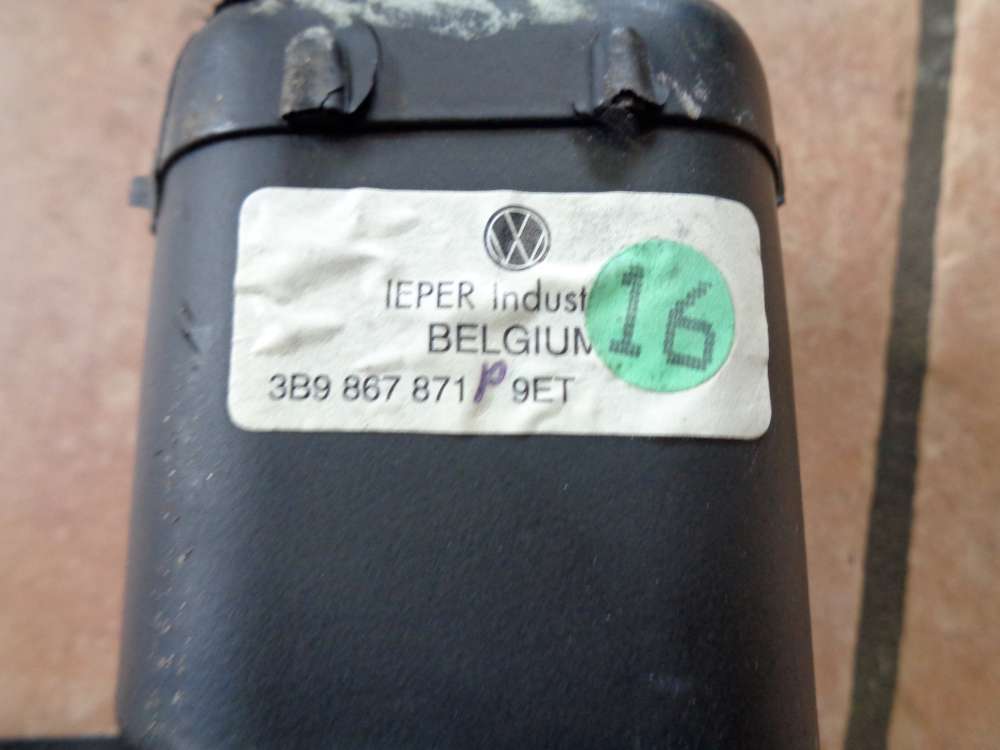 IEPER Indust
BELGIUM
16
3B9 867 871 P 9ET